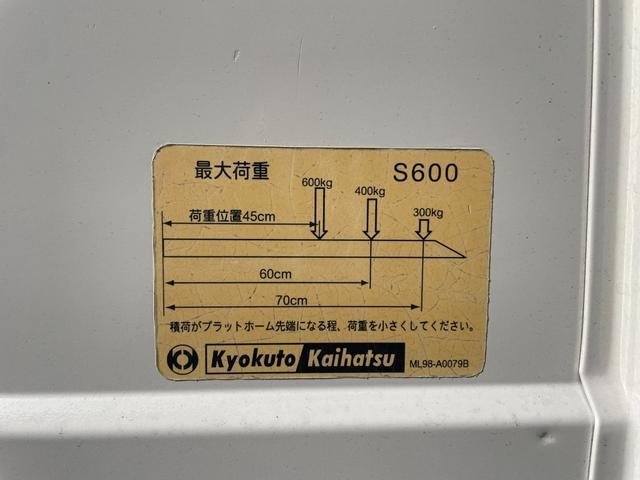 最大荷重 S600
600kg 400kg 300kg
荷重位置45cm
60cm
70cm
積荷がプラットホーム先端になる程、荷重を小さくしてください。
Kyokuto Kaihatsu ML98-A0079B